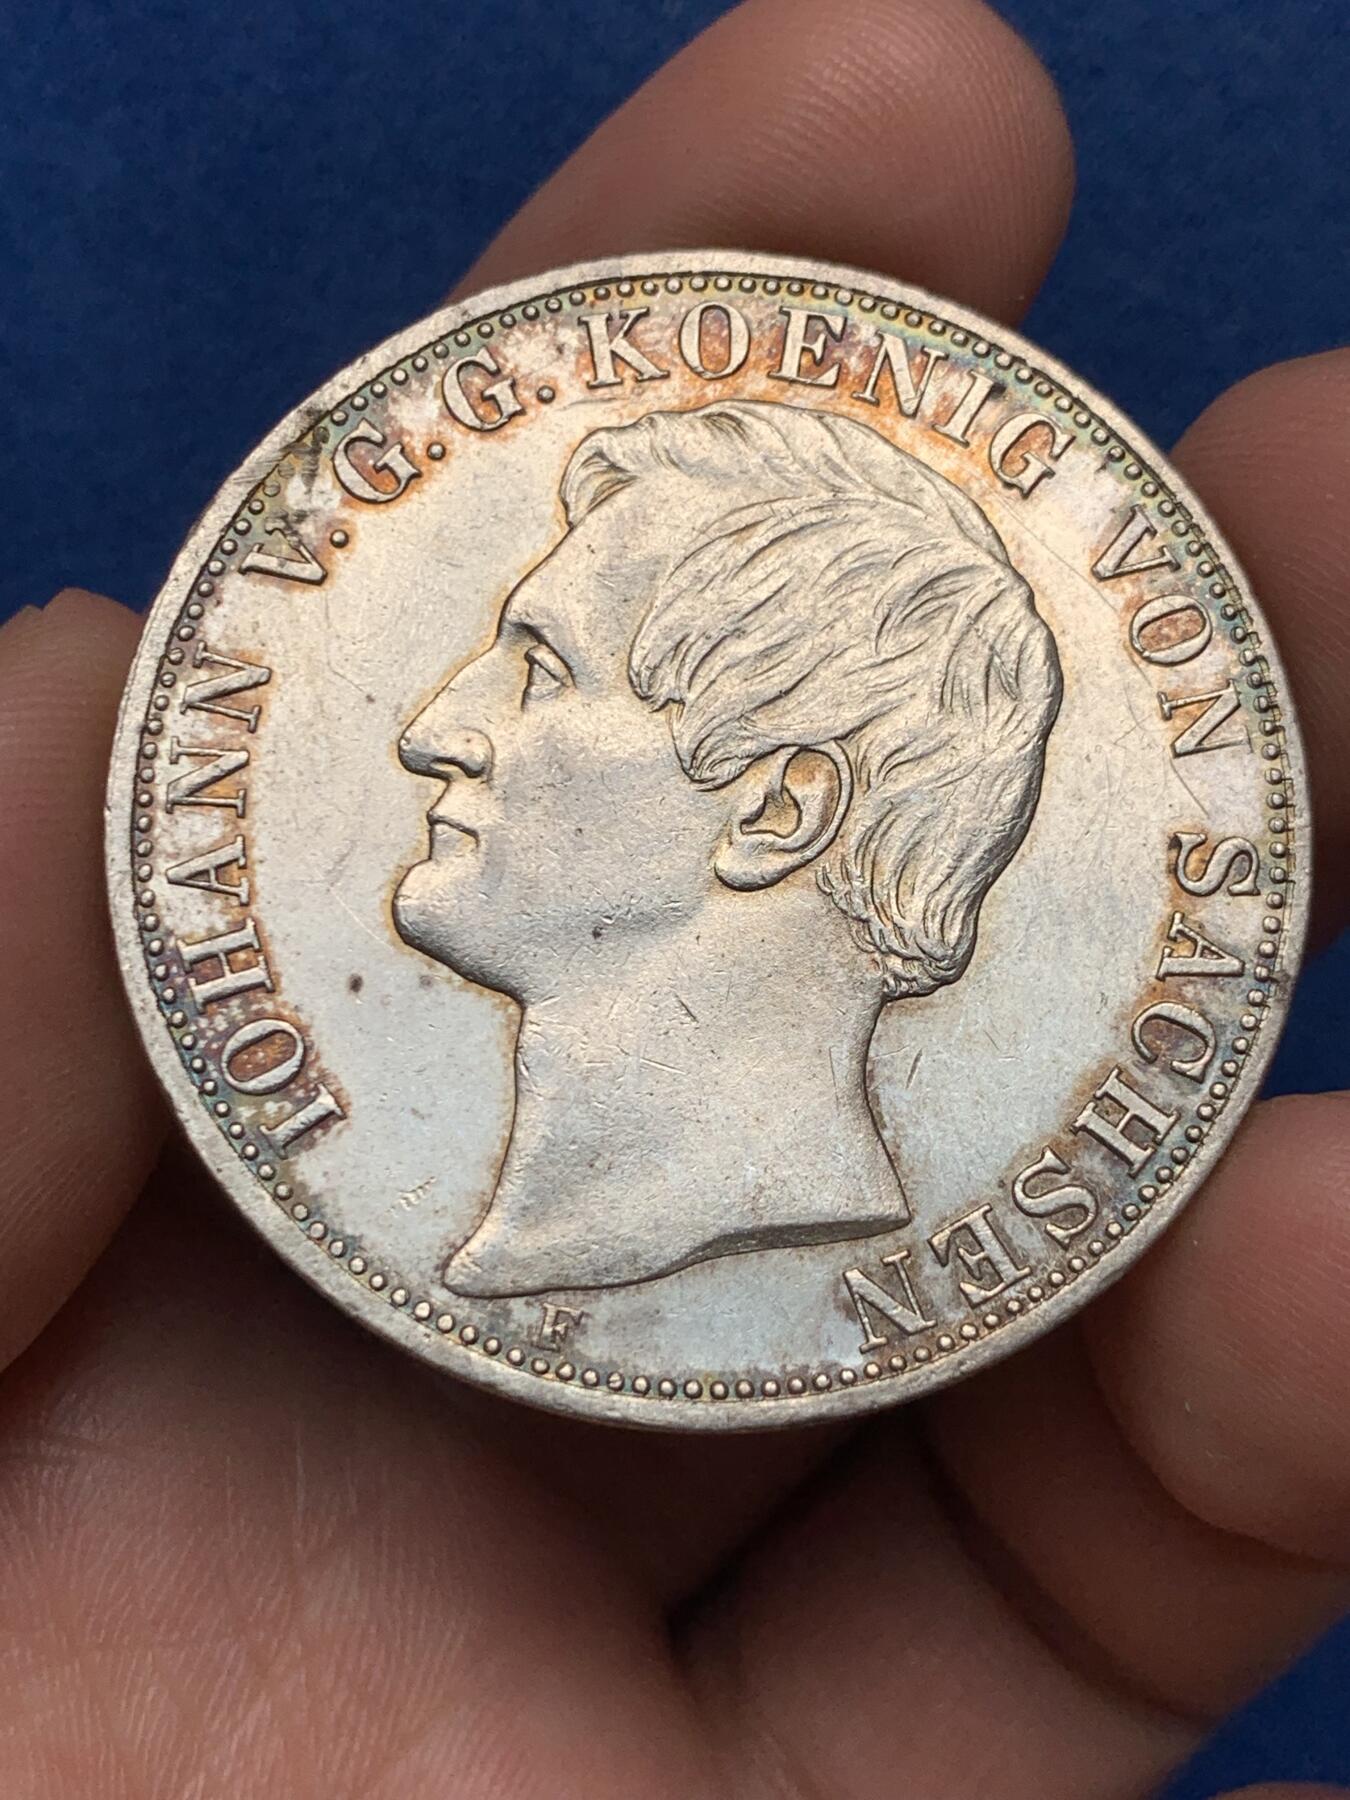 IOHANN V. G. G. KOENIG VON SACHSEN
F